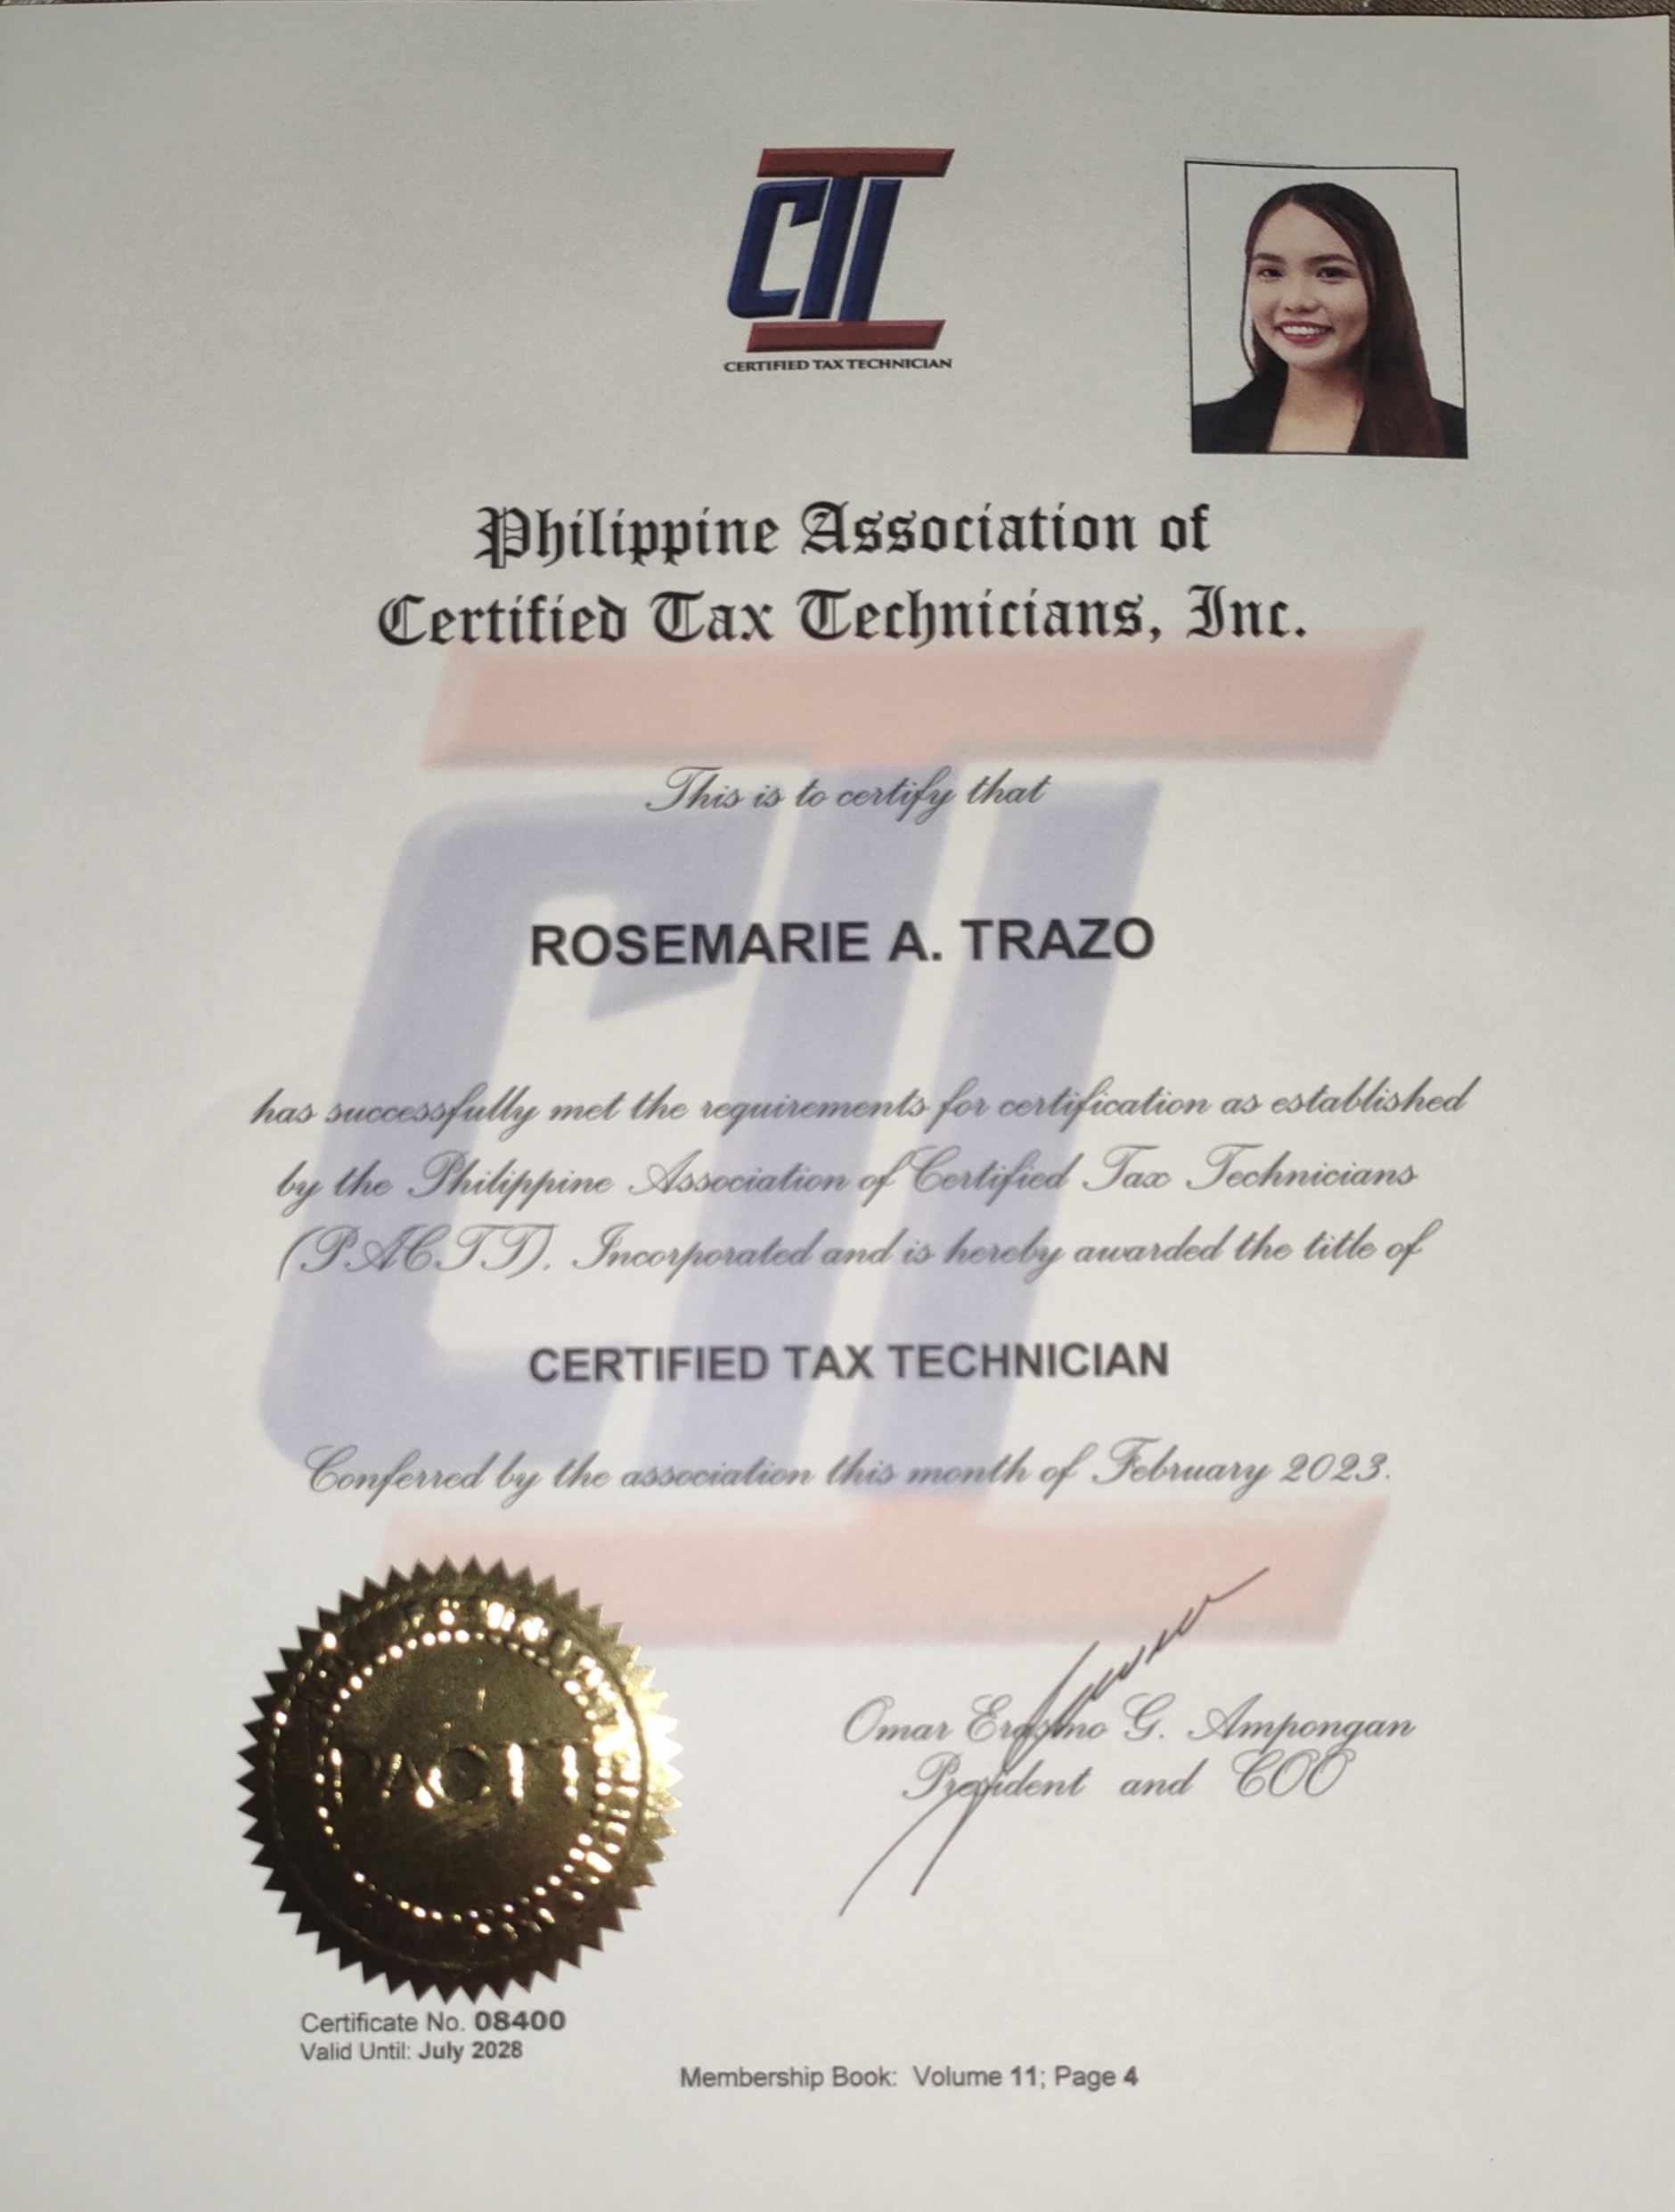 CTT
CERTIFIED TAX TECHNICIAN
Philippine Association of
Certified Tax Technicians, Inc.
This is to certify that
ROSEMARIE A. TRAZO
has successfully met the requirements for certification as established
by the Philippine Association of Certified Tax Technicians
(PACTT), Incorporated and is hereby awarded the title of
CERTIFIED TAX TECHNICIAN
Conferred by the association this month of February 2023.
PACTT
Omar Erasmo G. Ampongan
President and COO
Certificate No. 08400
Valid Until: July 2028
Membership Book: Volume 11; Page 4